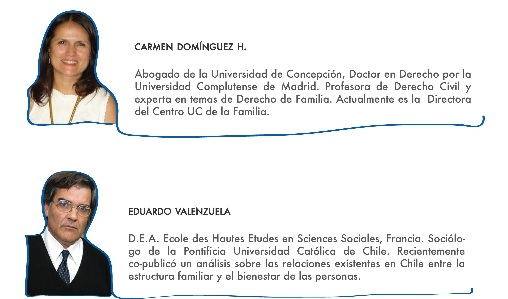 CARMEN DOMÍNGUEZ H.
Abogado de la Universidad de Concepción, Doctor en Derecho por la
Universidad Complutense de Madrid. Profesora de Derecho Civil y
experta en temas de Derecho de Familia. Actualmente es la Directora
del Centro UC de la Familia.
EDUARDO VALENZUELA
D.E.A. Ecole des Hautes Etudes en Sciences Sociales, Francia. Sociólo-
go de la Pontificia Universidad Católica de Chile. Recientemente
co-publicó un análisis sobre las relaciones existentes en Chile entre la
estructura familiar y el bienestar de las personas.